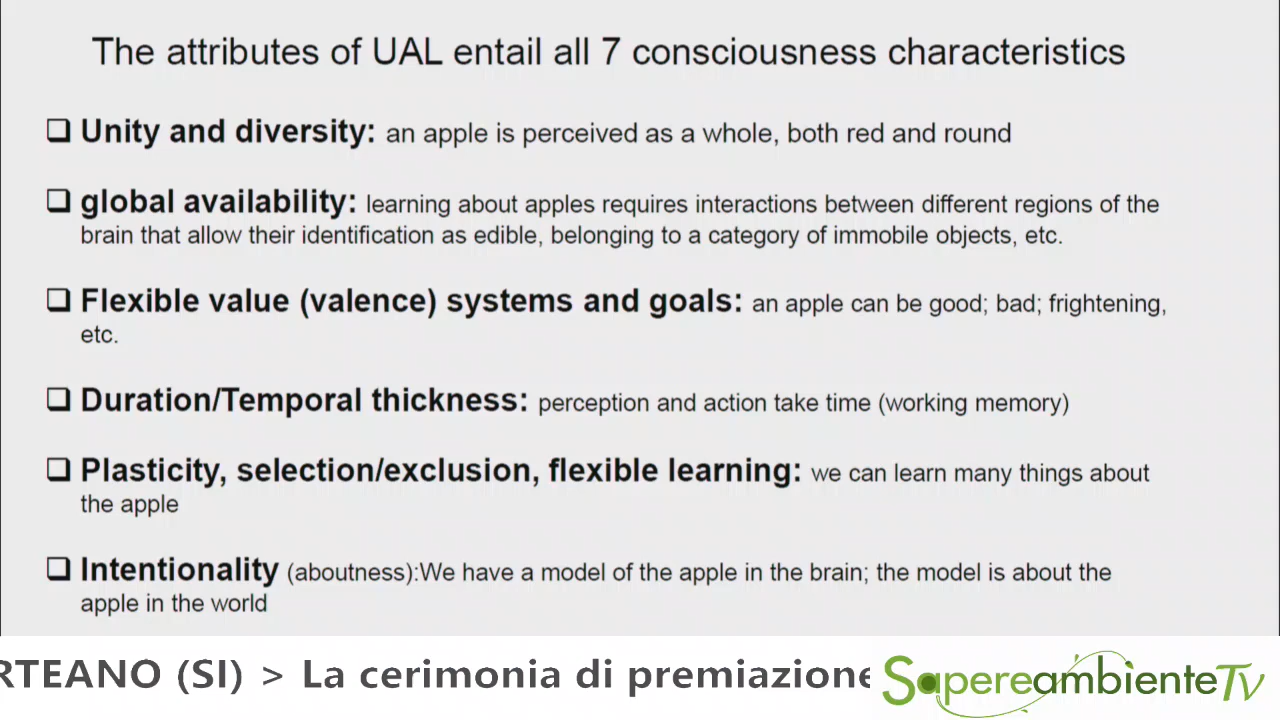 The attributes of UAL entail all 7 consciousness characteristics
❑ Unity and diversity: an apple is perceived as a whole, both red and round
❑ global availability: learning about apples requires interactions between different regions of the
brain that allow their identification as edible, belonging to a category of immobile objects, etc.
❑ Flexible value (valence) systems and goals: an apple can be good; bad; frightening,
etc.
❑ Duration/Temporal thickness: perception and action take time (working memory)
❑ Plasticity, selection/exclusion, flexible learning: we can learn many things about
the apple
❑ Intentionality (aboutness):We have a model of the apple in the brain; the model is about the
apple in the world
RTEANO (SI) > La cerimonia di premiazione
SapereambienteTv